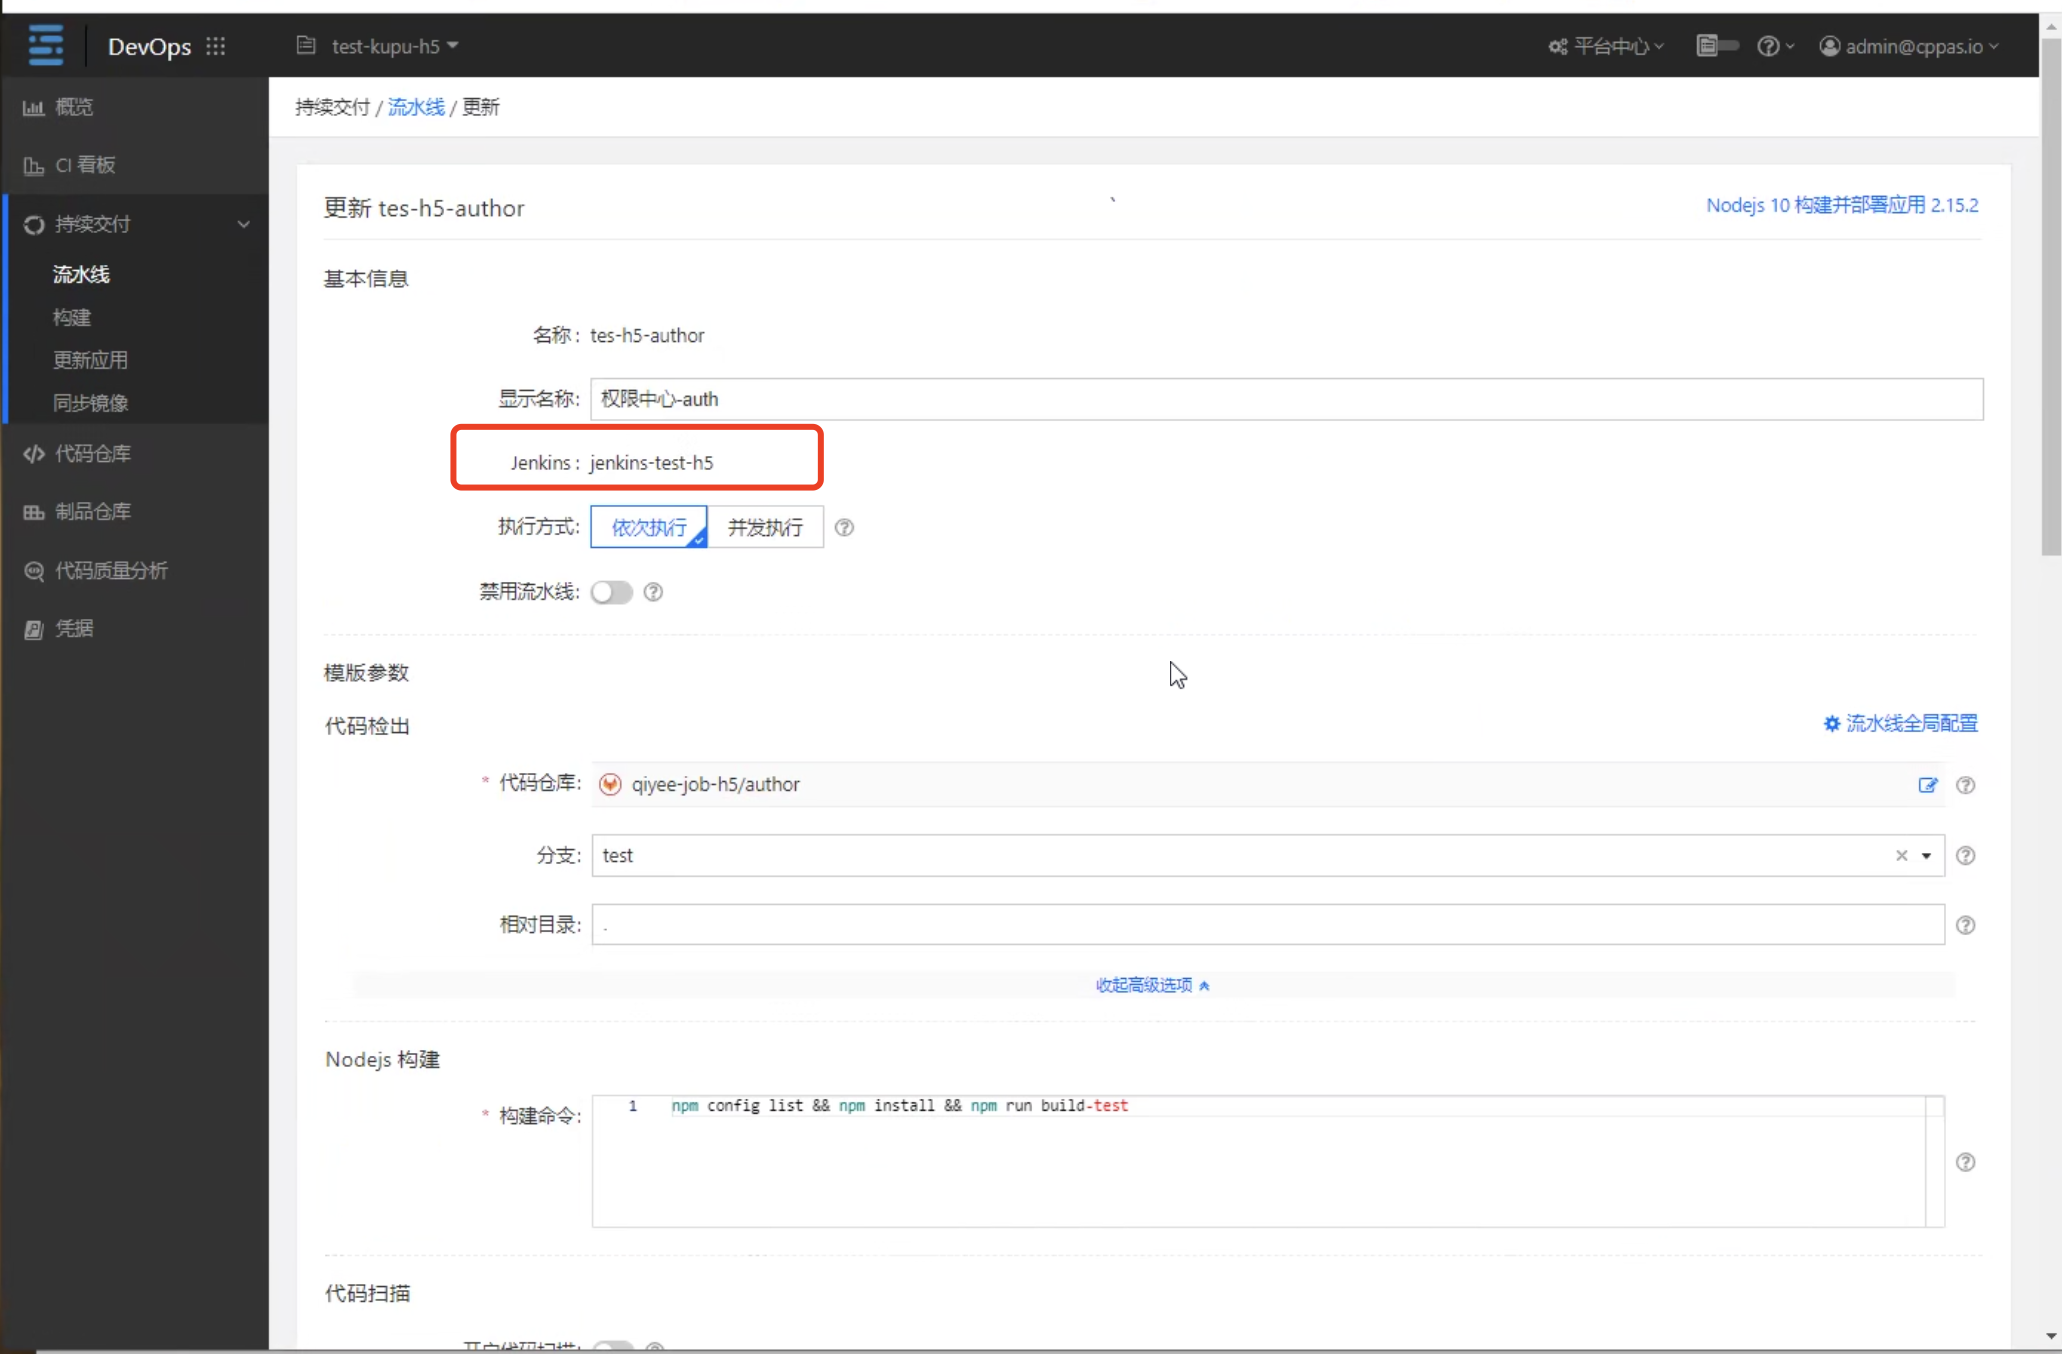 DevOps
test-kupu-h5
平台中心
admin@cppas.io
概览
CI 看板
持续交付
流水线
构建
更新应用
同步镜像
代码仓库
制品仓库
代码质量分析
凭据
持续交付 / 流水线 / 更新
更新 tes-h5-author
`
Nodejs 10 构建并部署应用 2.15.2
基本信息
名称: tes-h5-author
显示名称: 权限中心-auth
Jenkins: jenkins-test-h5
执行方式: 依次执行 并发执行
禁用流水线:
模版参数
代码检出
流水线全局配置
* 代码仓库: qiyee-job-h5/author
分支: test
相对目录: .
收起高级选项
Nodejs 构建
* 构建命令: 1 npm config list && npm install && npm run build-test
代码扫描
开启代码扫描: